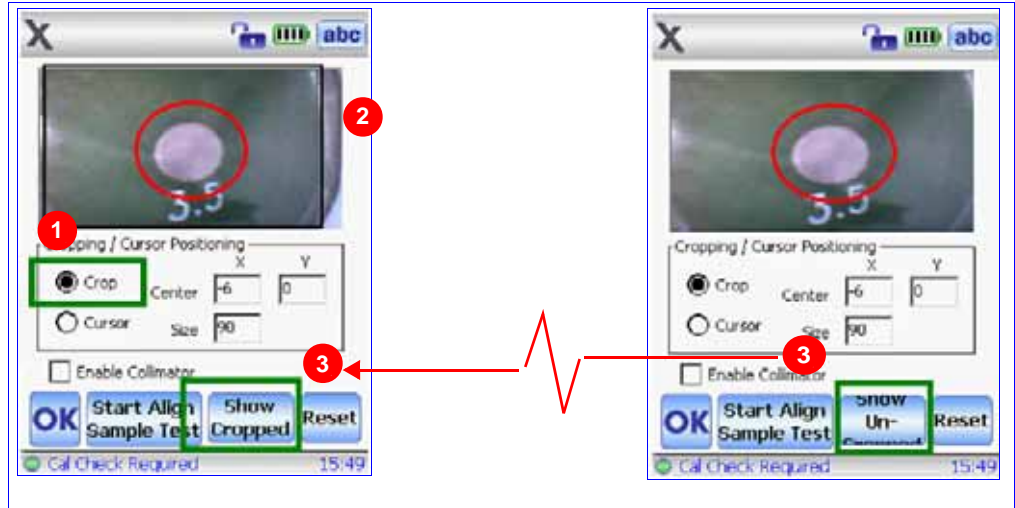 X abc
2
5.5
1
Cropping / Cursor Positioning
X Y
Crop Center -6 0
Cursor Size 90
3
Enable Collimator
OK Start Align Sample Test Show Cropped Reset
Cal Check Required 15:49
X abc
5.5
Cropping / Cursor Positioning
X Y
Crop Center -6 0
Cursor Size 90
3
Enable Collimator
OK Start Align Sample Test Show Un-Cropped Reset
Cal Check Required 15:49